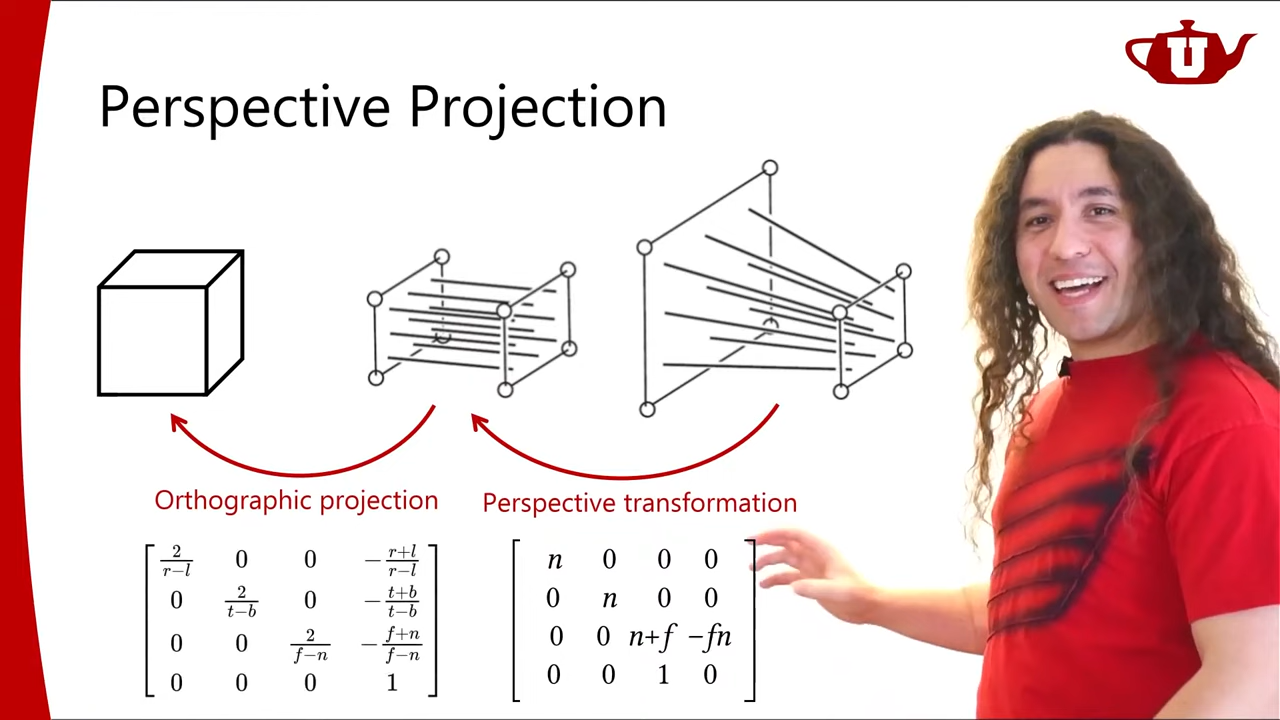 U
Perspective Projection
Orthographic projection
Perspective transformation
2/(r−l) 0 0 −(r+l)/(r−l)
0 2/(t−b) 0 −(t+b)/(t−b)
0 0 2/(f−n) −(f+n)/(f−n)
0 0 0 1
n 0 0 0
0 n 0 0
0 0 n+f −fn
0 0 1 0